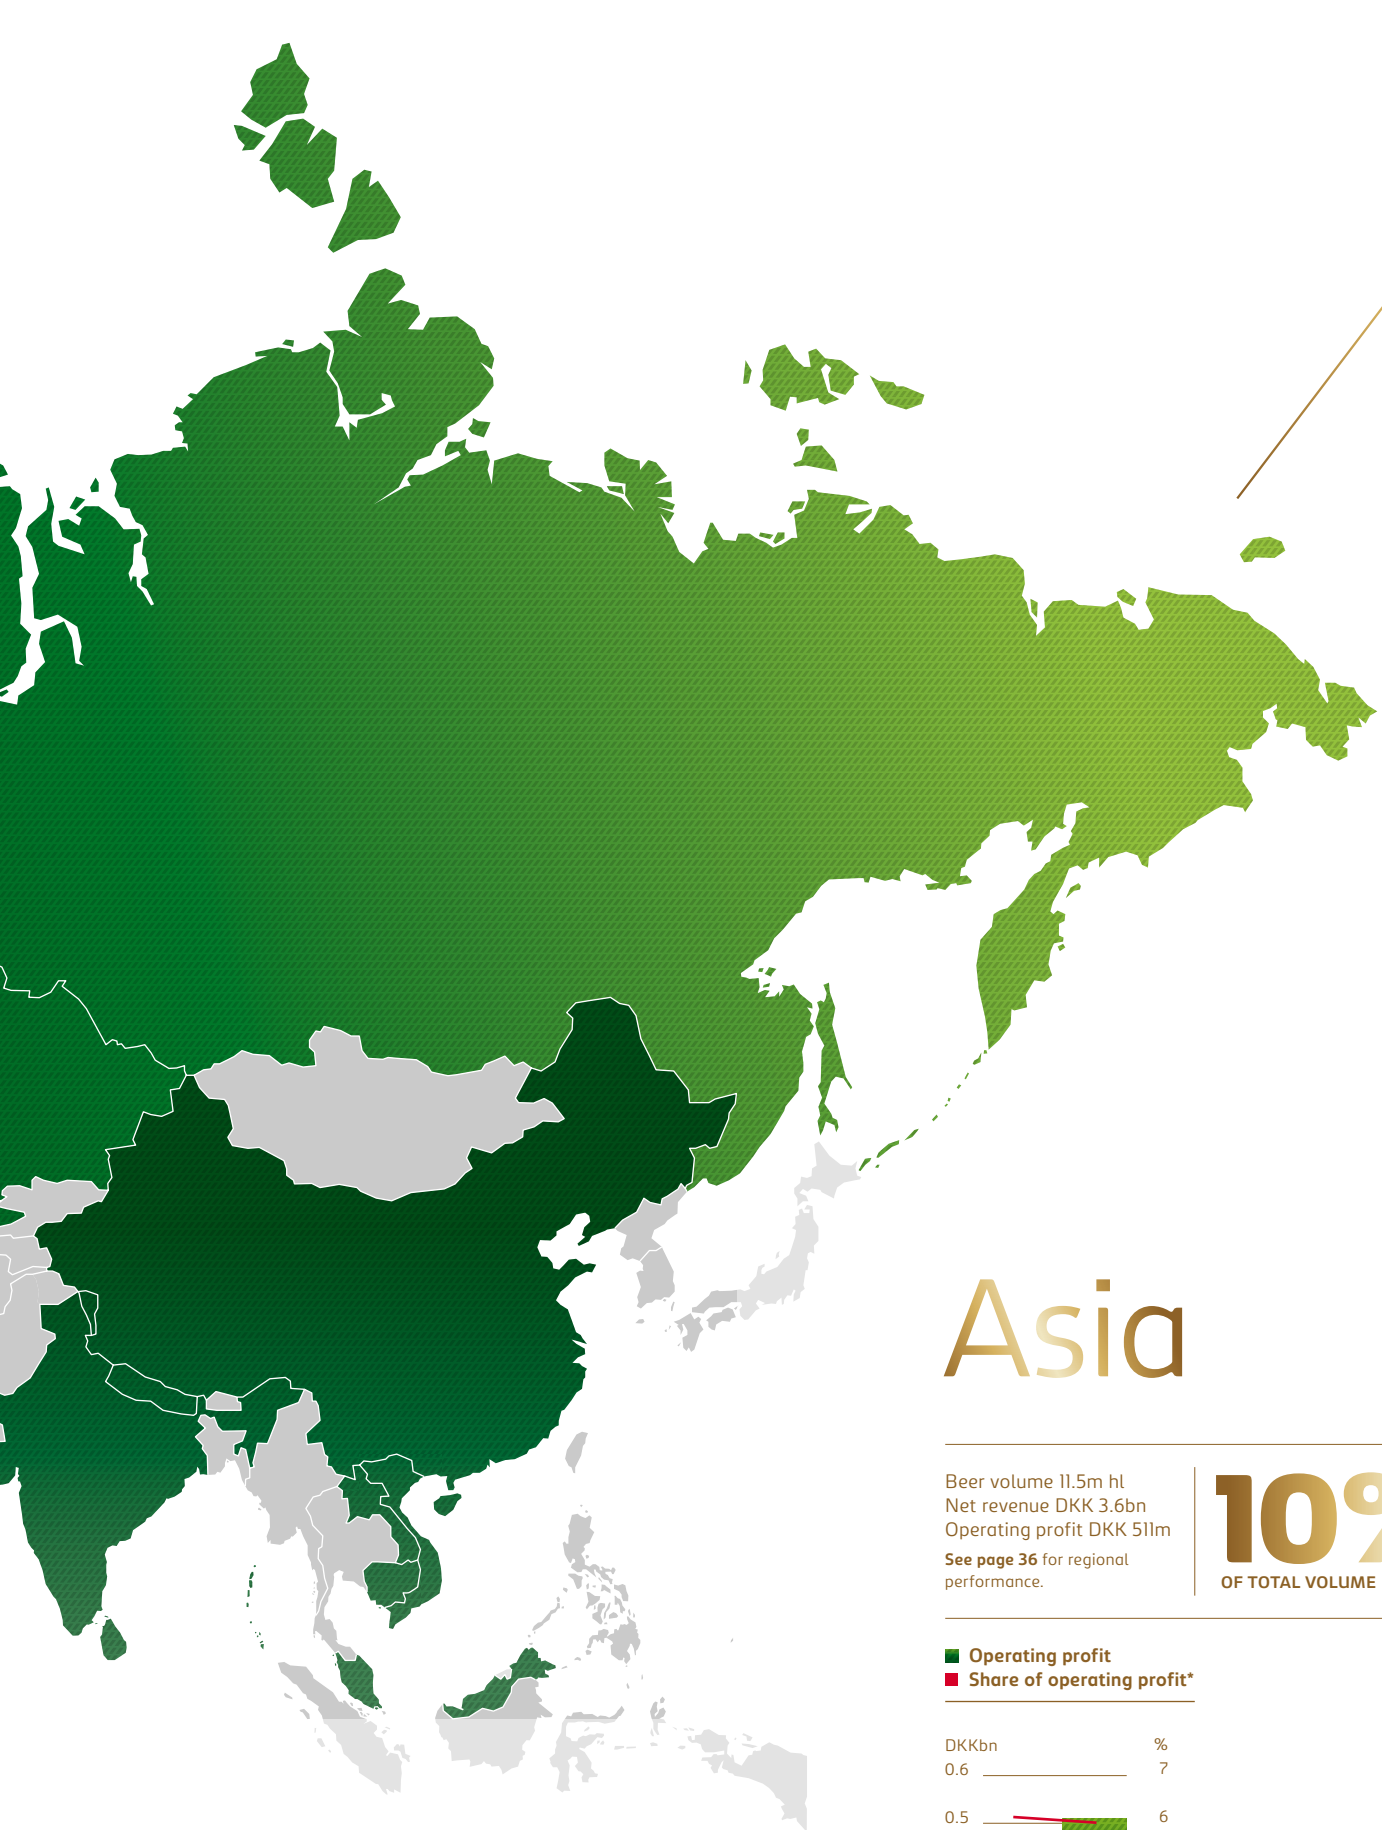 Asia
Beer volume 11.5m hl
Net revenue DKK 3.6bn
Operating profit DKK 511m
See page 36 for regional
performance.
10%
OF TOTAL VOLUME
Operating profit
Share of operating profit*
DKKbn %
0.6 7
0.5 6